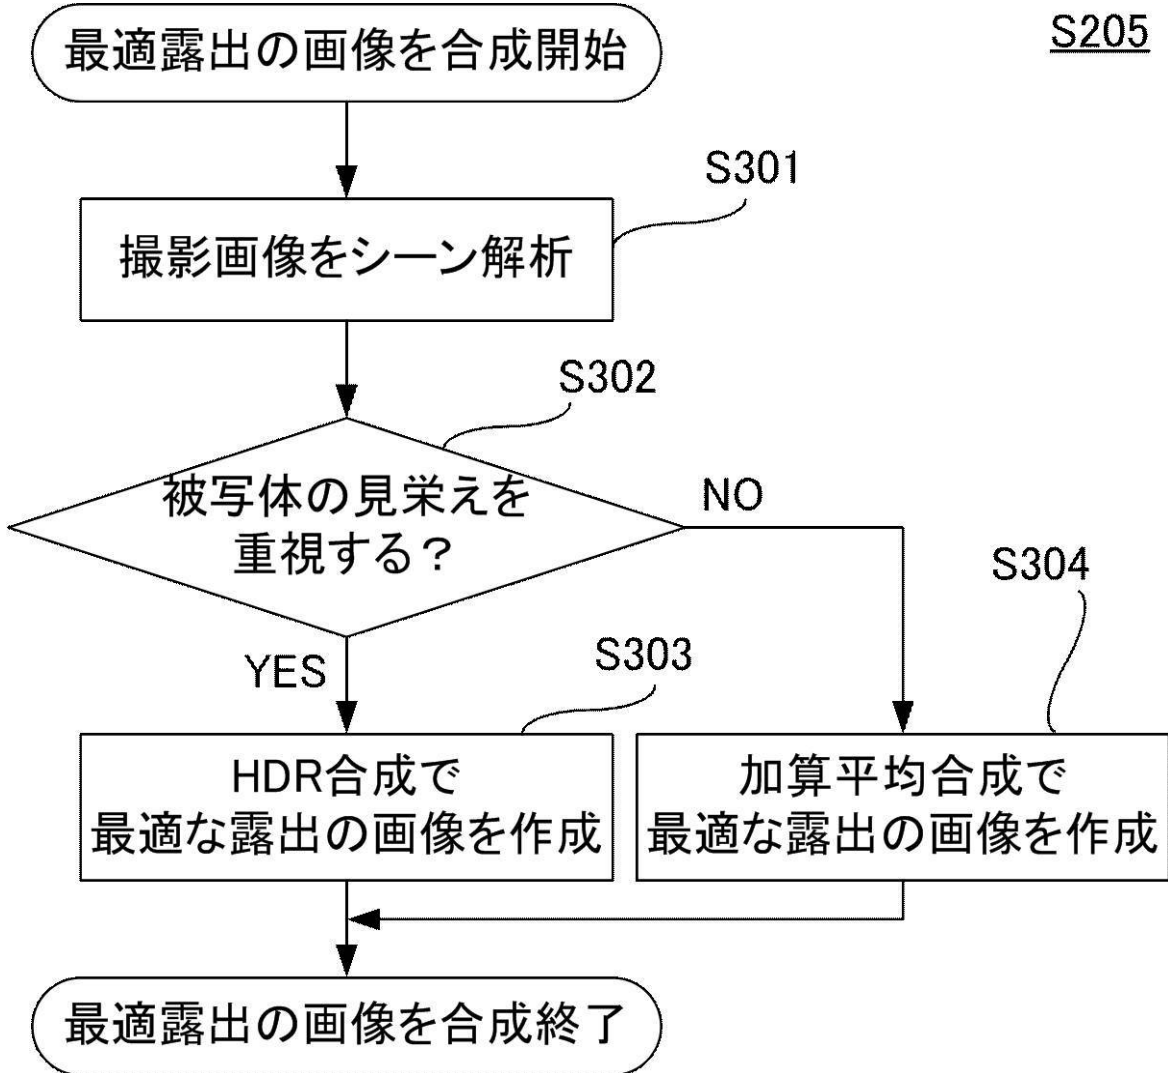 S205
最適露出の画像を合成開始
S301
撮影画像をシーン解析
S302
被写体の見栄えを
重視する?
NO
YES
S303
S304
HDR合成で
最適な露出の画像を作成
加算平均合成で
最適な露出の画像を作成
最適露出の画像を合成終了